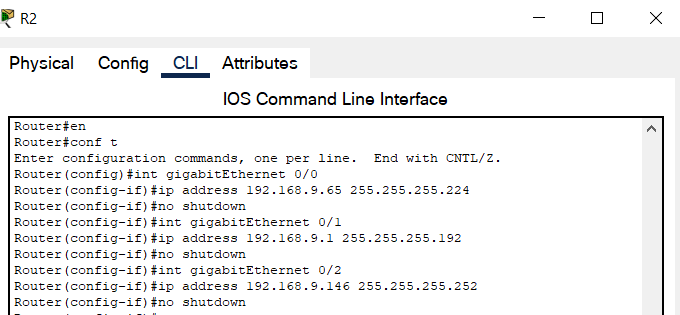 R2
Physical Config CLI Attributes
IOS Command Line Interface
Router#en
Router#conf t
Enter configuration commands, one per line.  End with CNTL/Z.
Router(config)#int gigabitEthernet 0/0
Router(config-if)#ip address 192.168.9.65 255.255.255.224
Router(config-if)#no shutdown
Router(config-if)#int gigabitEthernet 0/1
Router(config-if)#ip address 192.168.9.1 255.255.255.192
Router(config-if)#no shutdown
Router(config-if)#int gigabitEthernet 0/2
Router(config-if)#ip address 192.168.9.146 255.255.255.252
Router(config-if)#no shutdown